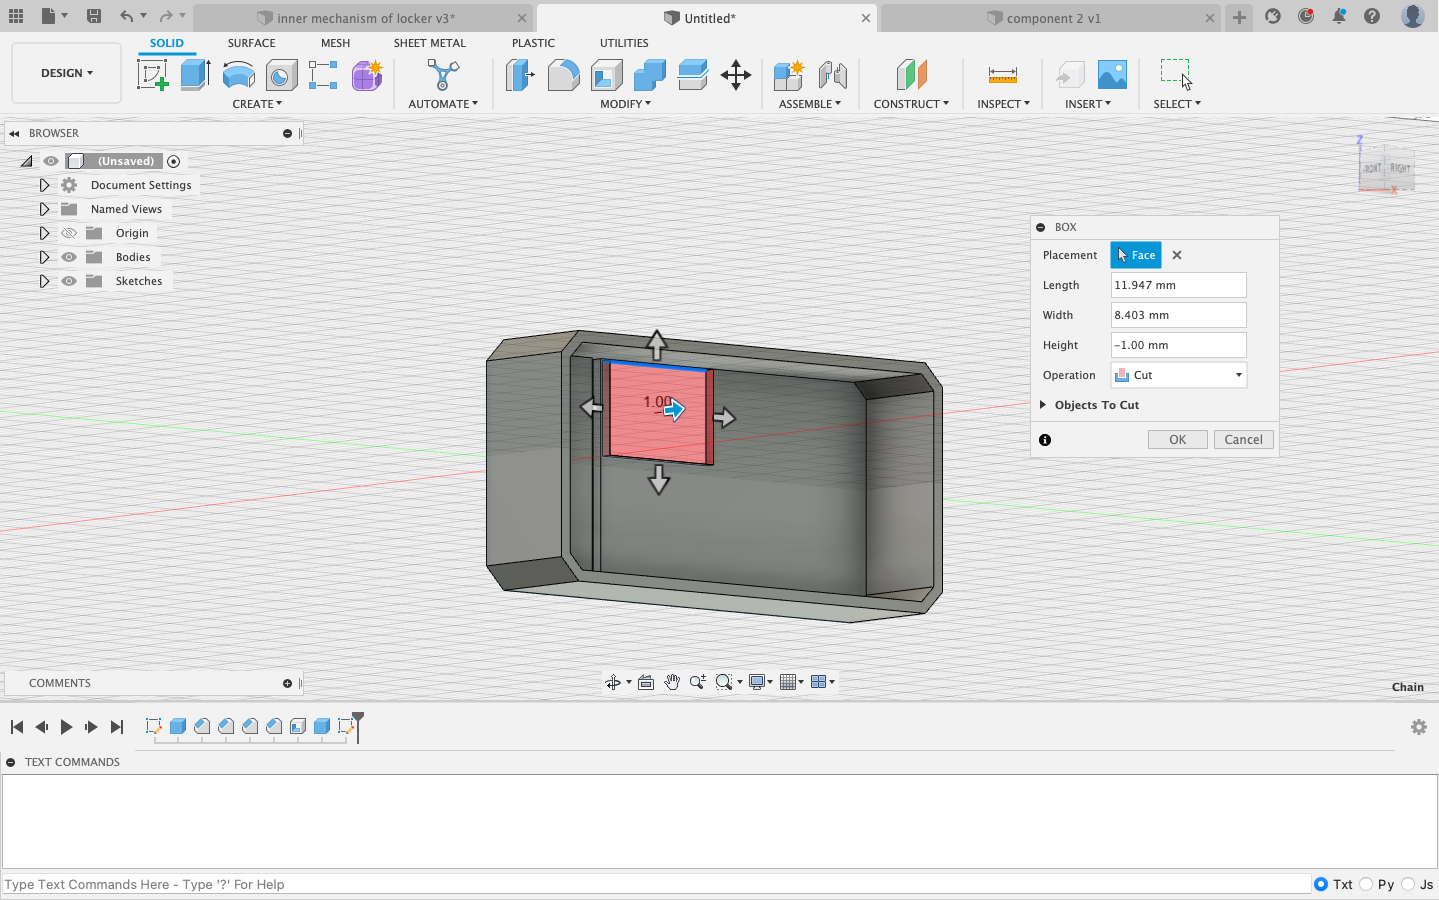 inner mechanism of locker v3*
Untitled*
component 2 v1
DESIGN
SOLID
SURFACE
MESH
SHEET METAL
PLASTIC
UTILITIES
CREATE
AUTOMATE
MODIFY
ASSEMBLE
CONSTRUCT
INSPECT
INSERT
SELECT
BROWSER
(Unsaved)
Document Settings
Named Views
Origin
Bodies
Sketches
Z
RIGHT
X
BOX
Placement Face
Length 11.947 mm
Width 8.403 mm
Height -1.00 mm
Operation Cut
Objects To Cut
OK Cancel
1.00
COMMENTS
Chain
TEXT COMMANDS
Type Text Commands Here - Type '?' For Help
Txt Py Js